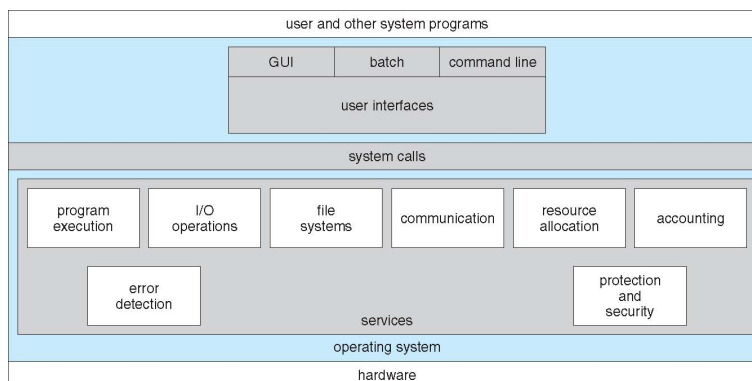 user and other system programs
GUI
batch
command line
user interfaces
system calls
program
execution
I/O
operations
file
systems
communication
resource
allocation
accounting
error
detection
protection
and
security
services
operating system
hardware